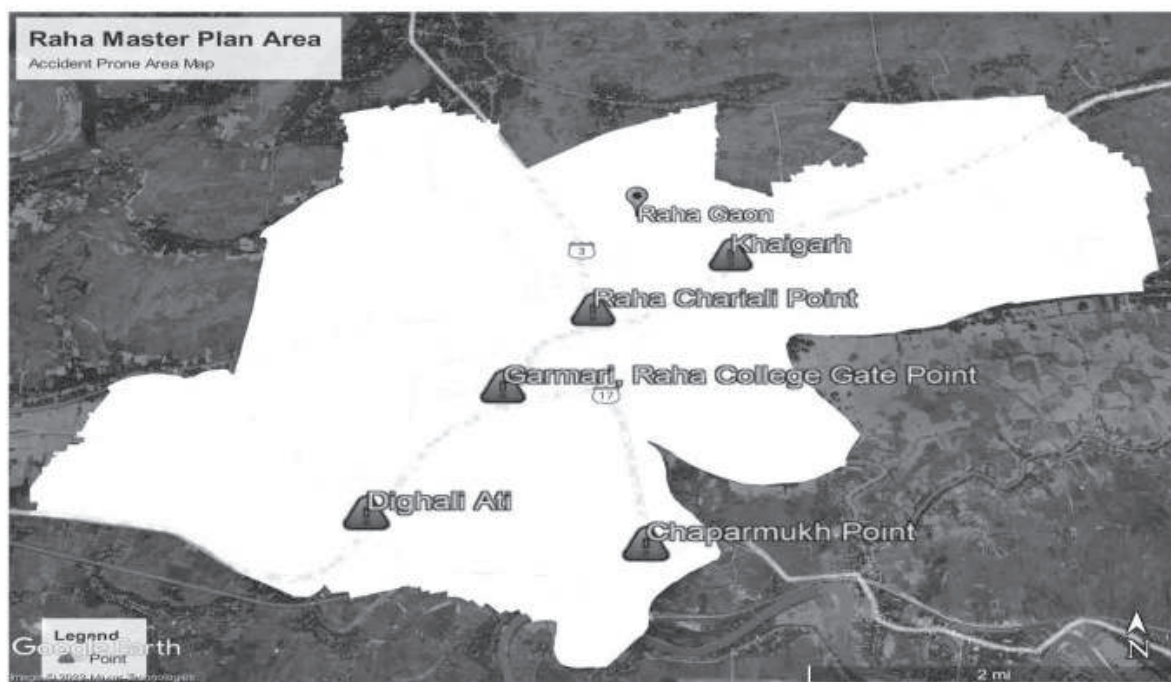 Raha Master Plan Area
Accident Prone Area Map
Raha Gaon
Khaigarh
3
Raha Chariali Point
Garmari, Raha College Gate Point
17
Dighali Ati
Chaparmukh Point
Legend
Google Earth
Point
N
2 mi